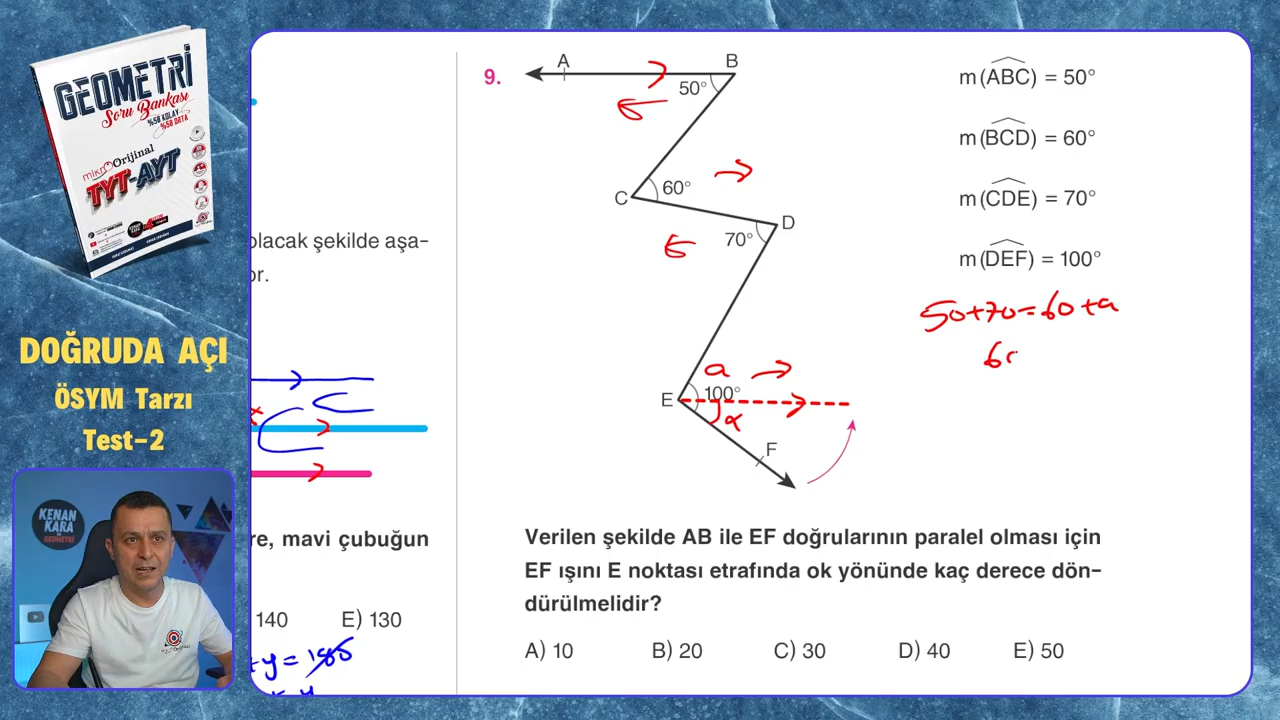 GEOMETRİ
Soru Bankası
%50 KOLAY
%50 ORTA
mikro Orijinal
TYT-AYT
DOĞRUDA AÇI
ÖSYM Tarzı
Test-2
KENAN
KARA
GEOMETRİ
olacak şekilde aşa-
or.
re, mavi çubuğun
140 E) 130
+y = 185
9.
A B
50°
C 60°
D
70°
a
E 100°
α
F
m(ABC) = 50°
m(BCD) = 60°
m(CDE) = 70°
m(DEF) = 100°
50+70=60+a
6
Verilen şekilde AB ile EF doğrularının paralel olması için
EF ışını E noktası etrafında ok yönünde kaç derece dön-
dürülmelidir?
A) 10 B) 20 C) 30 D) 40 E) 50